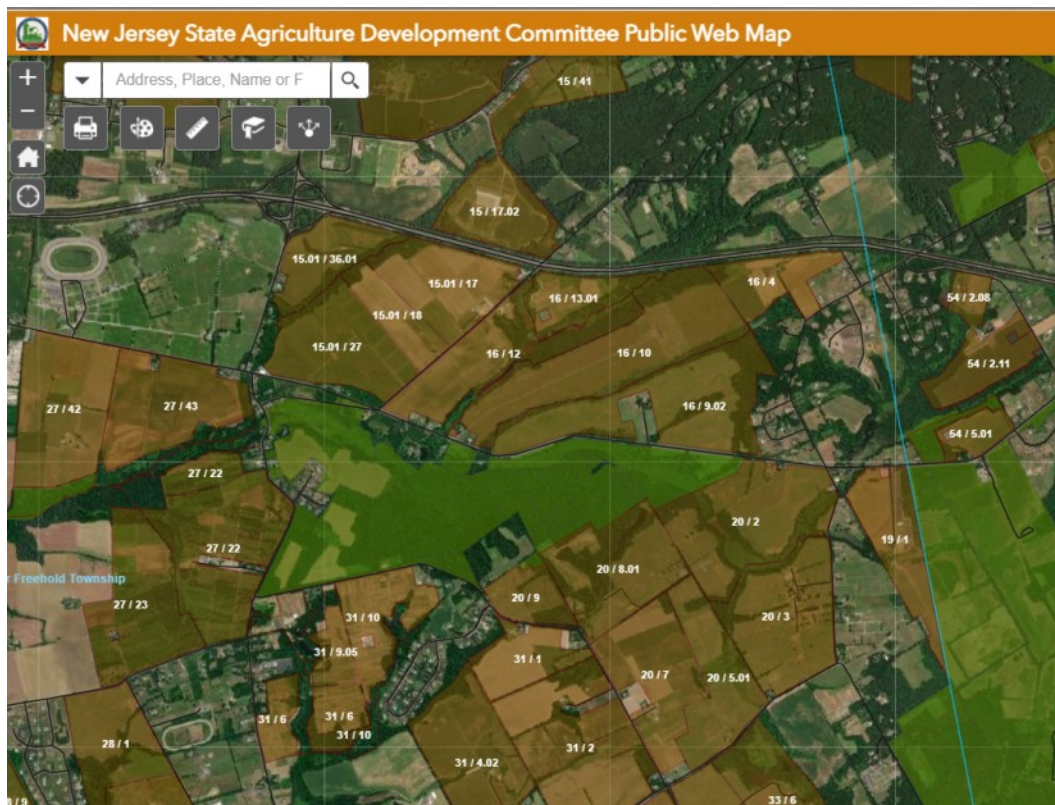 New Jersey State Agriculture Development Committee Public Web Map
Address, Place, Name or F
15 / 41
15 / 17.02
15.01 / 36.01
15.01 / 17
16 / 4
16 / 13.01
54 / 2.08
15.01 / 18
15.01 / 27
16 / 12
16 / 10
54 / 2.11
27 / 42
27 / 43
16 / 9.02
54 / 5.01
27 / 22
20 / 2
19 / 1
27 / 22
20 / 8.01
Freehold Township
27 / 23
20 / 9
31 / 10
20 / 3
31 / 9.05
31 / 1
20 / 7
20 / 5.01
31 / 6
31 / 6
31 / 10
28 / 1
31 / 2
31 / 4.02
33 / 6